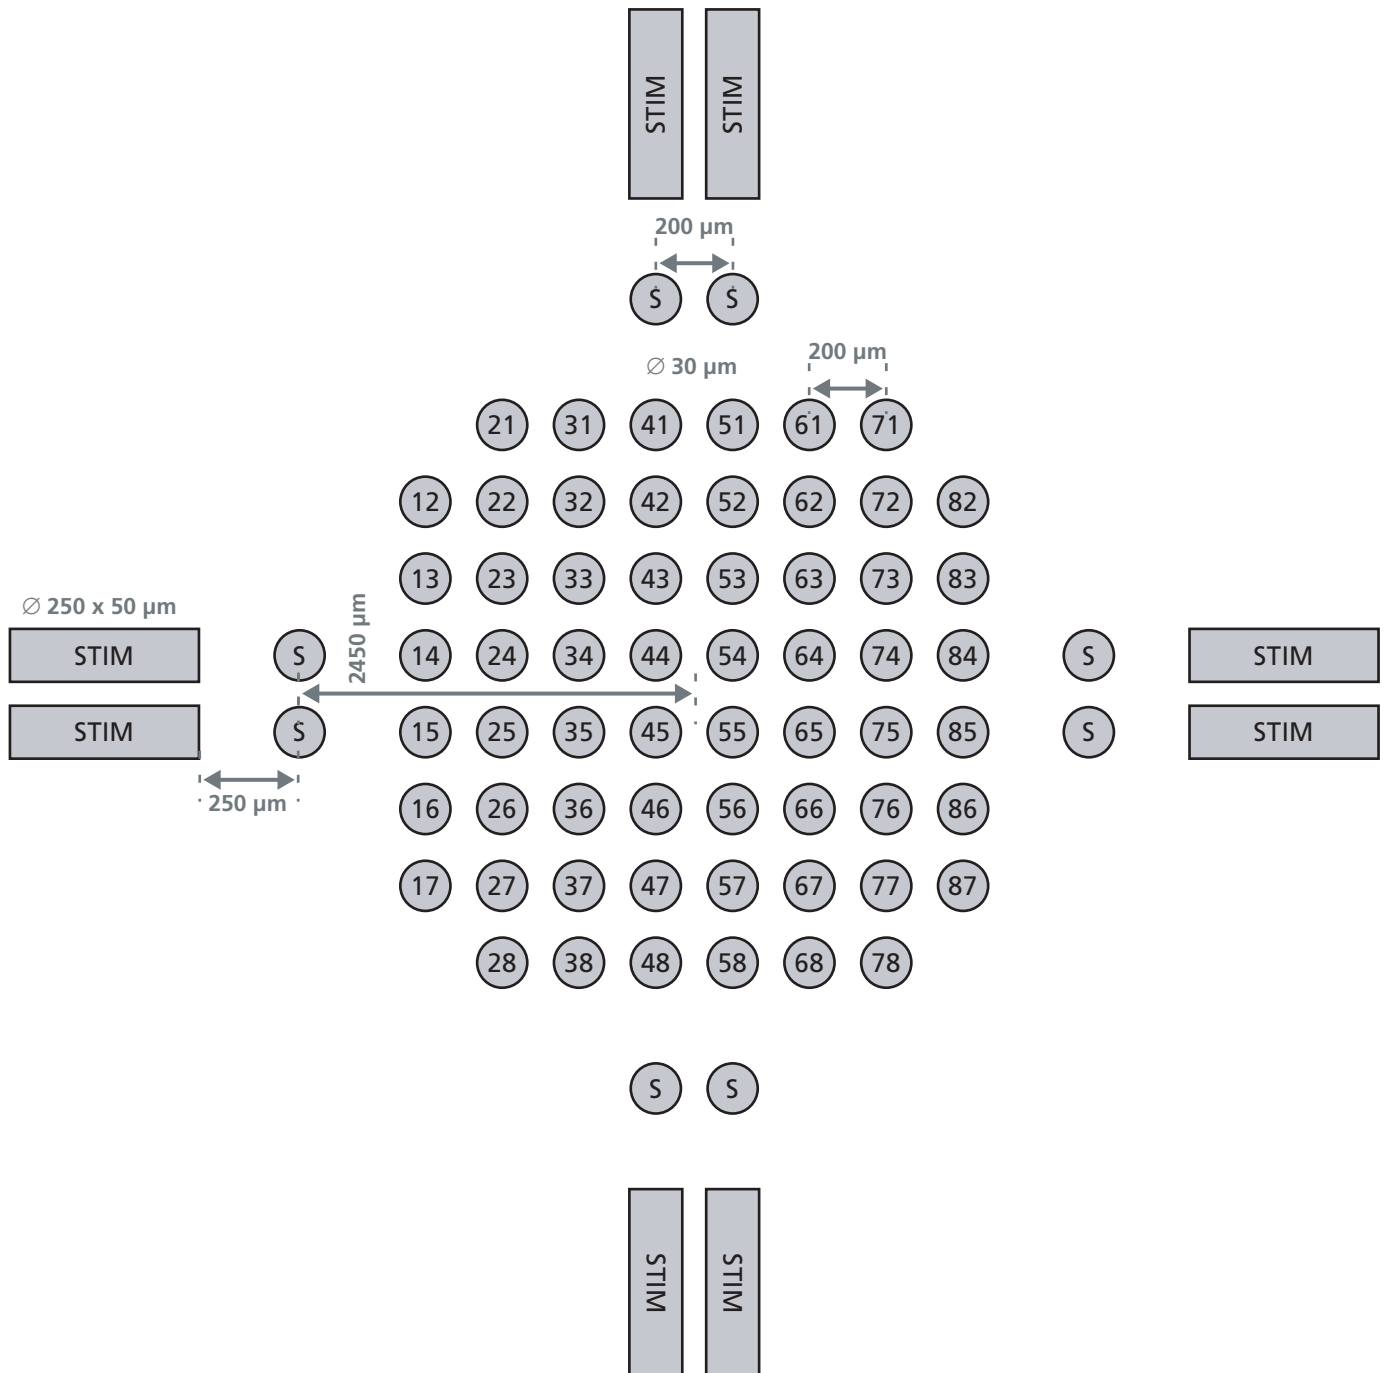 STIM STIM
200 µm
S S
200 µm
∅ 30 µm
21 31 41 51 61 71
12 22 32 42 52 62 72 82
13 23 33 43 53 63 73 83
∅ 250 x 50 µm
2450 µm
STIM S 14 24 34 44 54 64 74 84 S STIM
STIM S 15 25 35 45 55 65 75 85 S STIM
250 µm
16 26 36 46 56 66 76 86
17 27 37 47 57 67 77 87
28 38 48 58 68 78
S S
STIM STIM